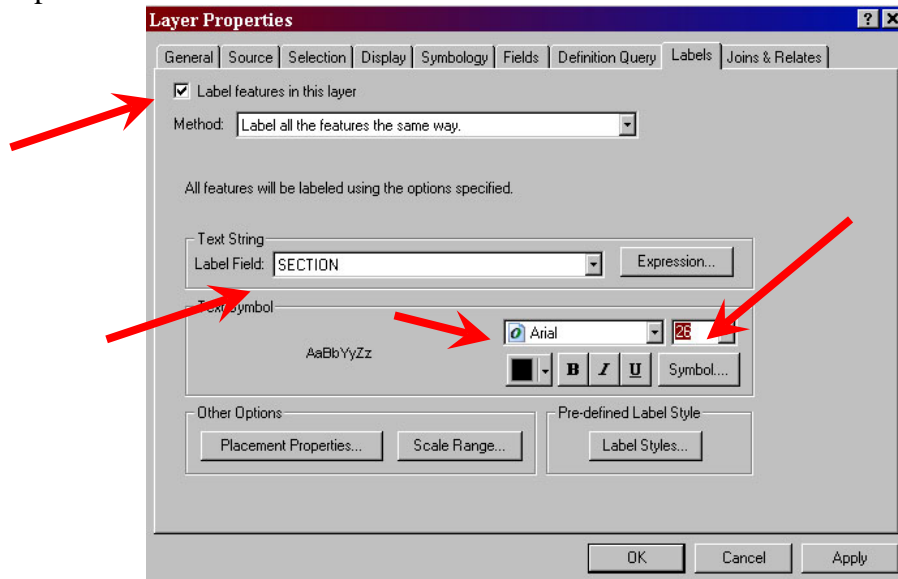 Layer Properties
? X
General Source Selection Display Symbology Fields Definition Query Labels Joins & Relates
Label features in this layer
Method: Label all the features the same way.
All features will be labeled using the options specified.
Text String
Label Field: SECTION Expression...
Symbol
Arial 26
AaBbYyZz
B I U Symbol....
Other Options Pre-defined Label Style
Placement Properties... Scale Range... Label Styles...
OK Cancel Apply